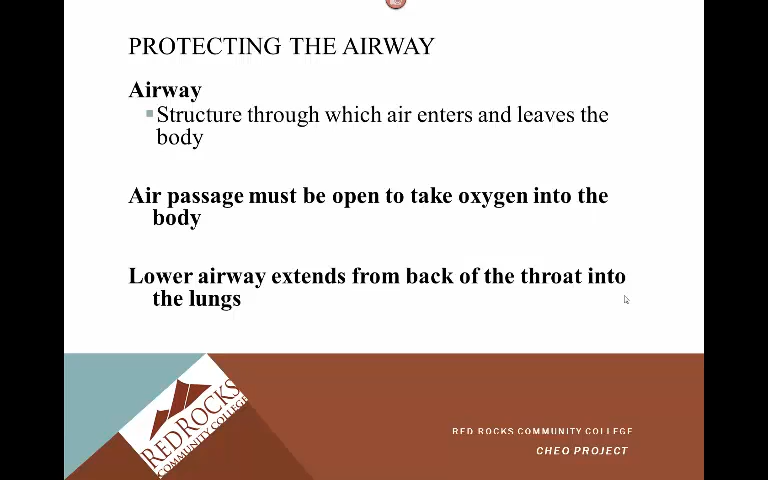 PROTECTING THE AIRWAY
Airway
Structure through which air enters and leaves the
body
Air passage must be open to take oxygen into the
body
Lower airway extends from back of the throat into
the lungs
RED ROCKS
COMMUNITY COLLEGE
RED ROCKS COMMUNITY COLLEGE
CHEO PROJECT